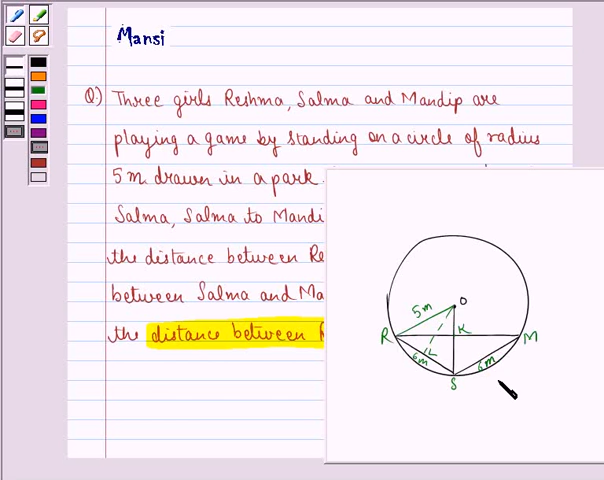 Mansi
Q.) Three girls Reshma, Salma and Mandip are
playing a game by standing on a circle of radius
5m drawn in a park.
Salma, Salma to Mandi
the distance between Re
between Salma and Ma
the distance between R
O
5m
R
K
M
L
6m
6m
S